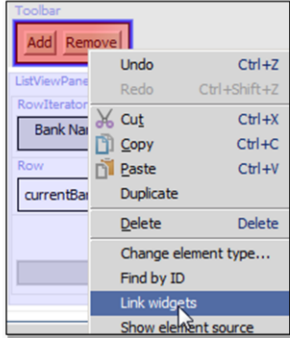 Toolbar
Add Remove
ListViewPane
RowIterator
Bank Na
Row
currentBa
Undo Ctrl+Z
Redo Ctrl+Shift+Z
Cut Ctrl+X
Copy Ctrl+C
Paste Ctrl+V
Duplicate
Delete Delete
Change element type...
Find by ID
Link widgets
Show element source